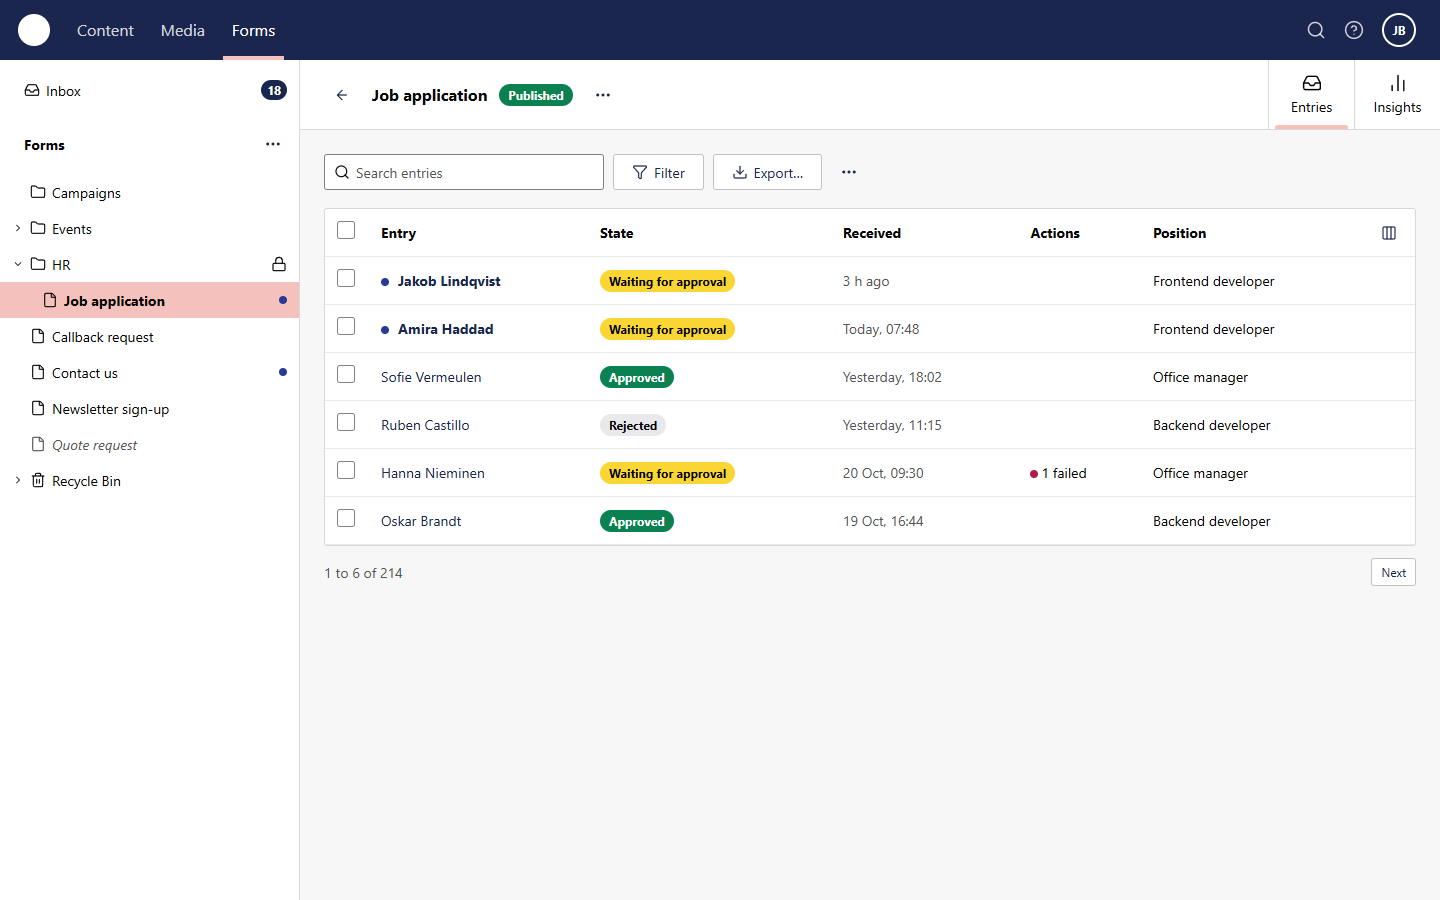 Content Media Forms JB
Inbox 18
Forms
Campaigns
Events
HR
Job application
Callback request
Contact us
Newsletter sign-up
Quote request
Recycle Bin
Job application Published
Entries Insights
Search entries Filter Export...
Entry State Received Actions Position
Jakob Lindqvist Waiting for approval 3 h ago Frontend developer
Amira Haddad Waiting for approval Today, 07:48 Frontend developer
Sofie Vermeulen Approved Yesterday, 18:02 Office manager
Ruben Castillo Rejected Yesterday, 11:15 Backend developer
Hanna Nieminen Waiting for approval 20 Oct, 09:30 1 failed Office manager
Oskar Brandt Approved 19 Oct, 16:44 Backend developer
1 to 6 of 214 Next